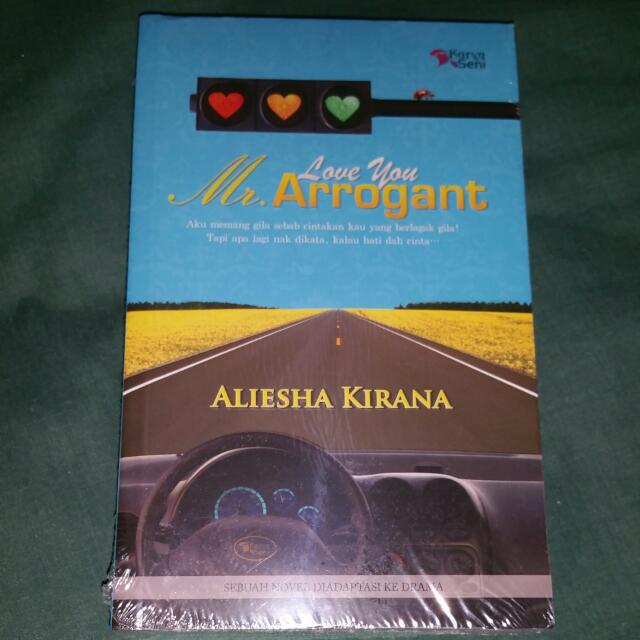 Karya
Seni
Love You
Mr. Arrogant
Aku memang gila sebab cintakan kau yang berlagak gila!
Tapi apa lagi nak dikata, kalau hati dah cinta...
ALIESHA KIRANA
SEBUAH NOVEL DIADAPTASI KE DRAMA